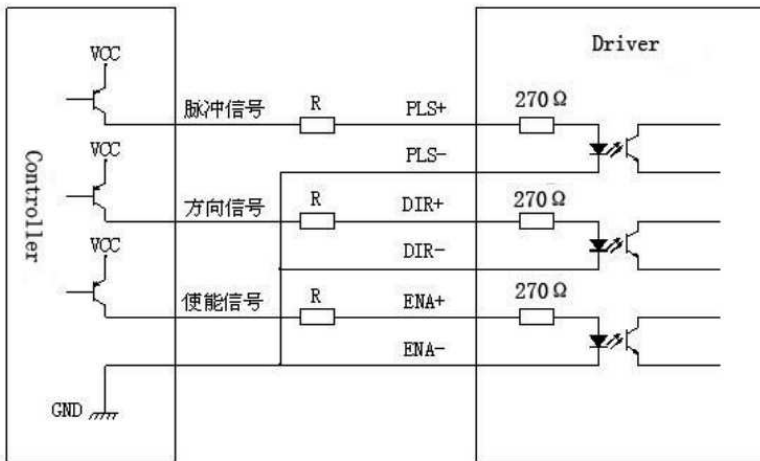 Driver
VCC
脉冲信号 R PLS+ 270Ω
PLS-
VCC
Controller
方向信号 R DIR+ 270Ω
DIR-
VCC
使能信号 R ENA+ 270Ω
ENA-
GND